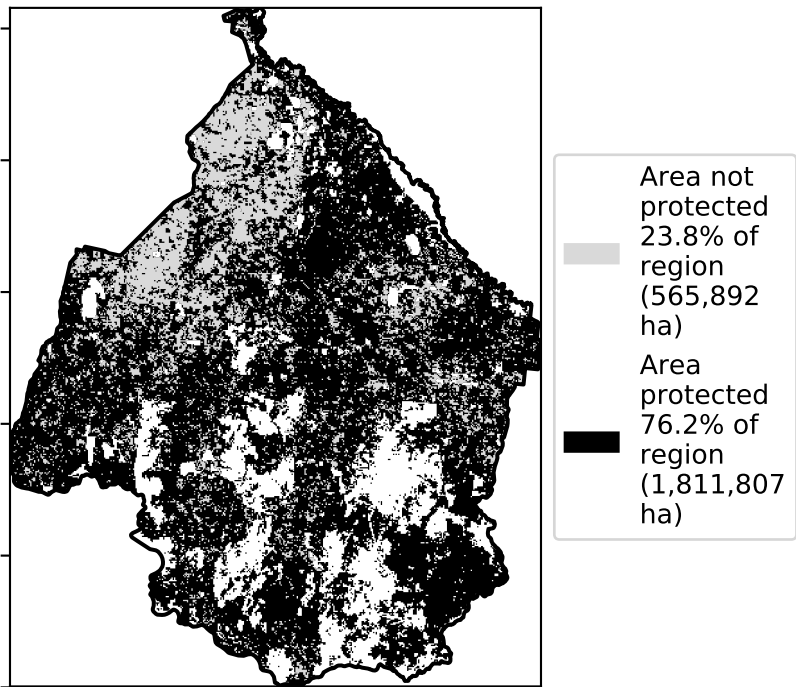 Area not
protected
23.8% of
region
(565,892
ha)
Area
protected
76.2% of
region
(1,811,807
ha)